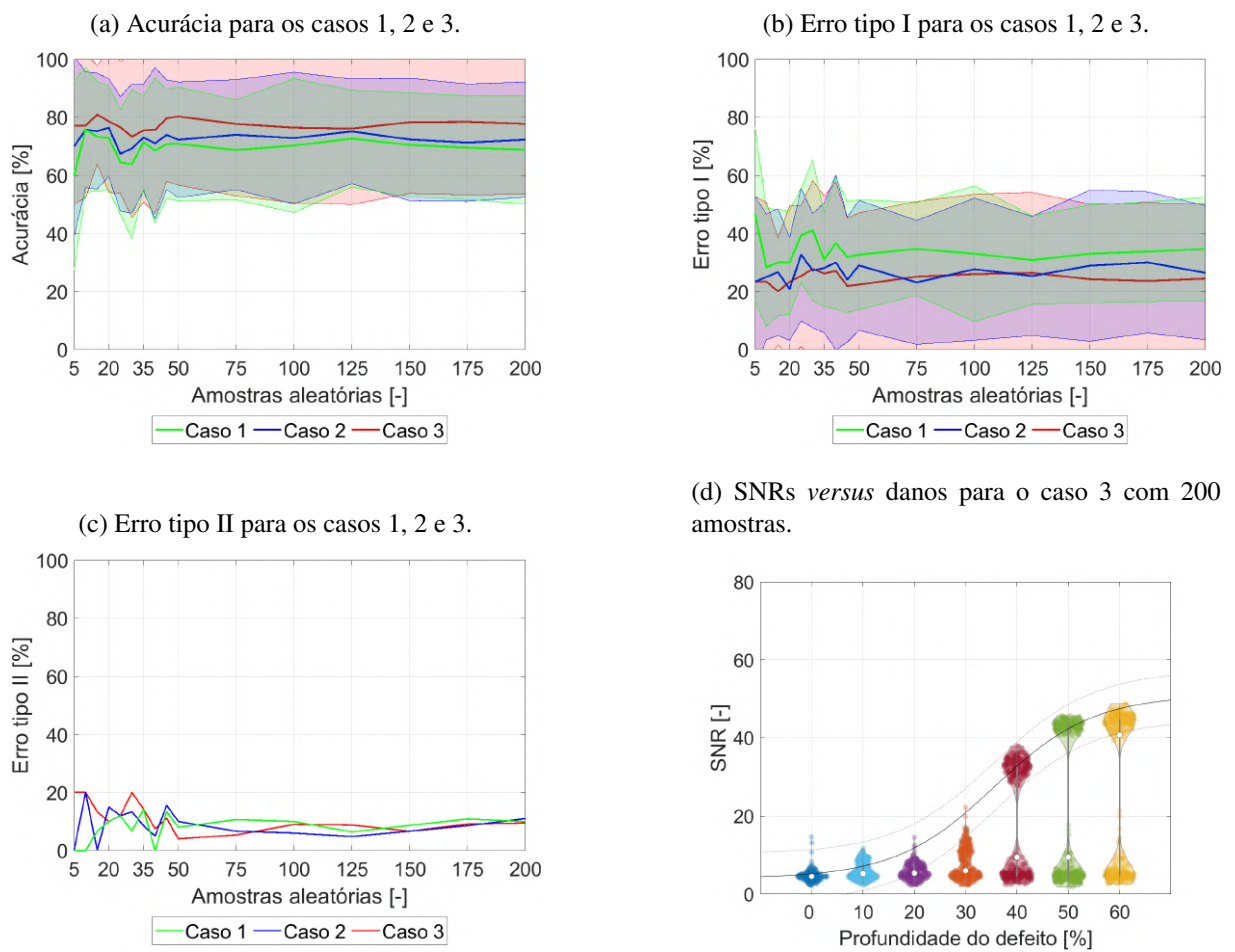 (a) Acurácia para os casos 1, 2 e 3.
100
80
60
40
20
0
Acurácia [%]
5 20 35 50 75 100 125 150 175 200
Amostras aleatórias [-]
Caso 1 Caso 2 Caso 3
(b) Erro tipo I para os casos 1, 2 e 3.
100
80
60
40
20
0
Erro tipo I [%]
5 20 35 50 75 100 125 150 175 200
Amostras aleatórias [-]
Caso 1 Caso 2 Caso 3
(c) Erro tipo II para os casos 1, 2 e 3.
100
80
60
40
20
0
Erro tipo II [%]
5 20 35 50 75 100 125 150 175 200
Amostras aleatórias [-]
Caso 1 Caso 2 Caso 3
(d) SNRs versus danos para o caso 3 com 200
amostras.
80
60
40
20
0
SNR [-]
0 10 20 30 40 50 60
Profundidade do defeito [%]